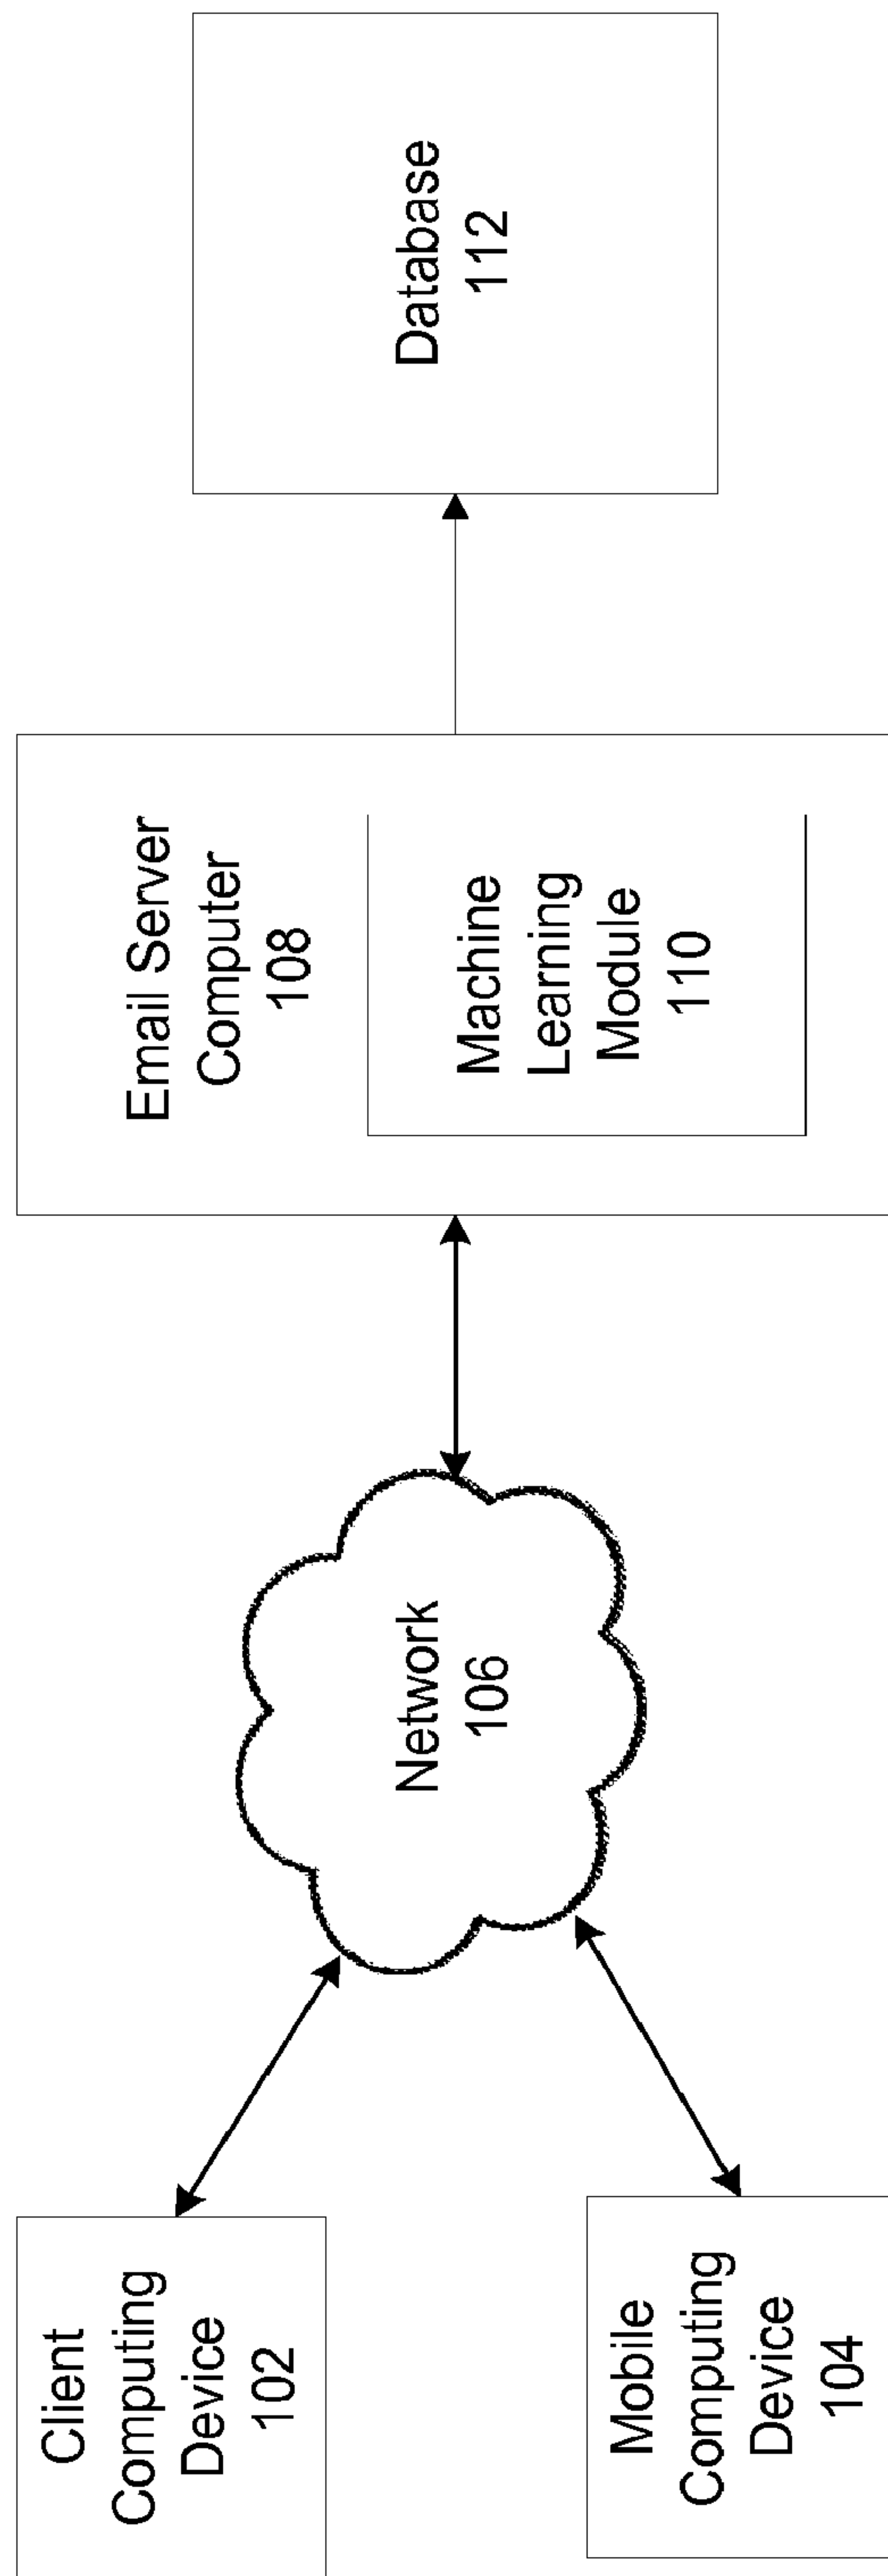 Client
Computing
Device
102
Mobile
Computing
Device
104
Network
106
Email Server
Computer
108
Machine
Learning
Module
110
Database
112